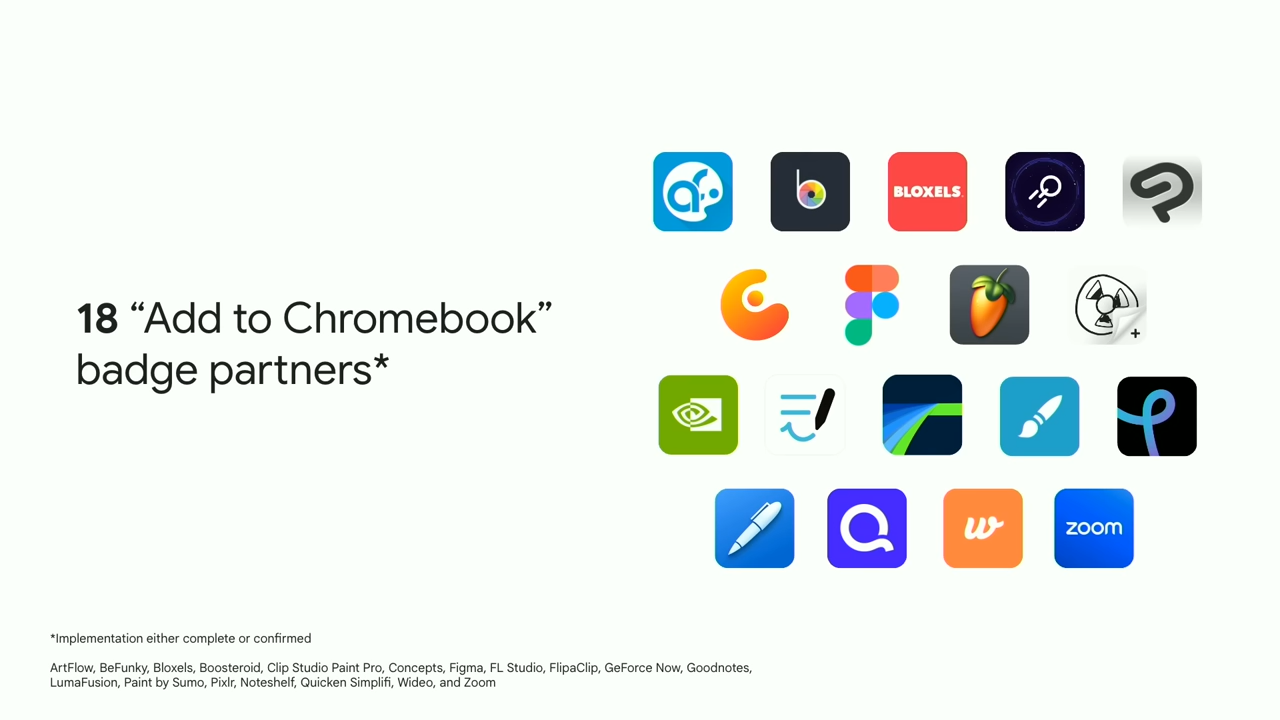 18 “Add to Chromebook”
badge partners*
BLOXELS
zoom
*Implementation either complete or confirmed
ArtFlow, BeFunky, Bloxels, Boosteroid, Clip Studio Paint Pro, Concepts, Figma, FL Studio, FlipaClip, GeForce Now, Goodnotes,
LumaFusion, Paint by Sumo, Pixlr, Noteshelf, Quicken Simplifi, Wideo, and Zoom